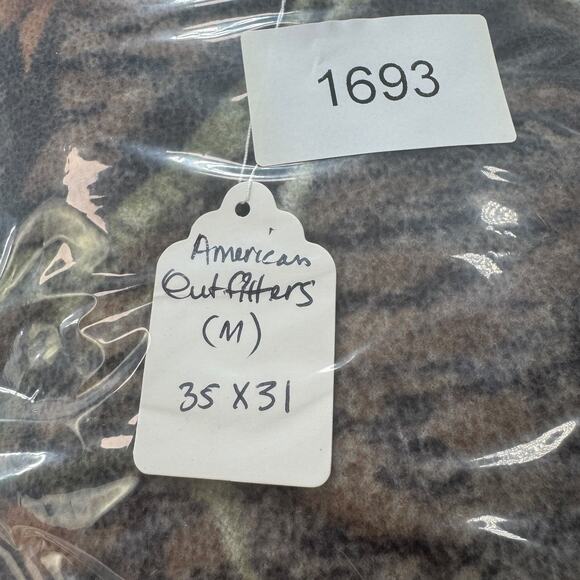 1693
American
Outfitters
(M)
35 X 31